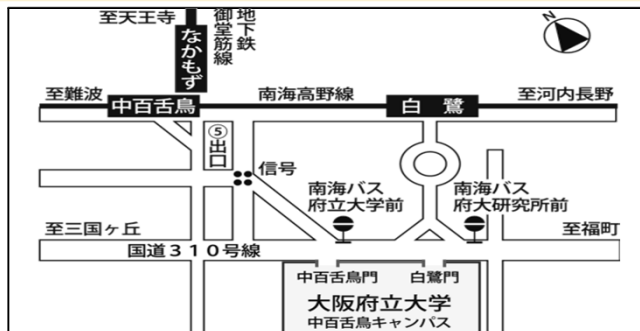 至天王寺
地下鉄
御堂筋線
なかもず
N
至難波
中百舌鳥
南海高野線
白鷺
至河内長野
⑤出口
信号
南海バス
府立大学前
南海バス
府大研究所前
至三国ヶ丘
国道310号線
至福町
中百舌鳥門
白鷺門
大阪府立大学
中百舌鳥キャンパス